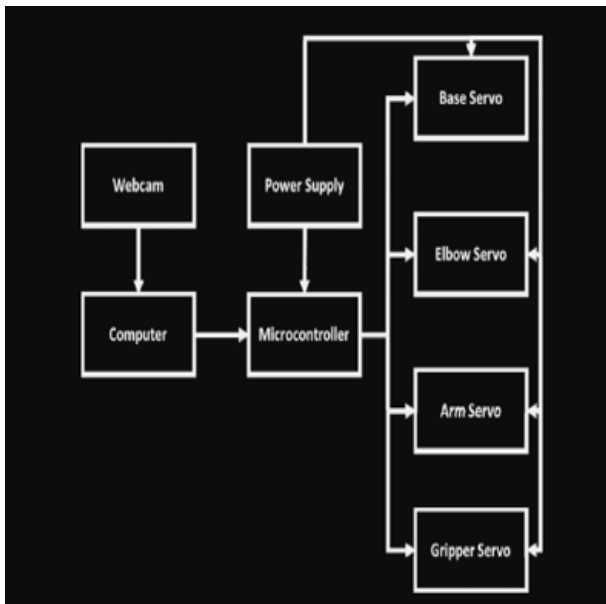 Base Servo
Webcam
Power Supply
Elbow Servo
Computer
Microcontroller
Arm Servo
Gripper Servo